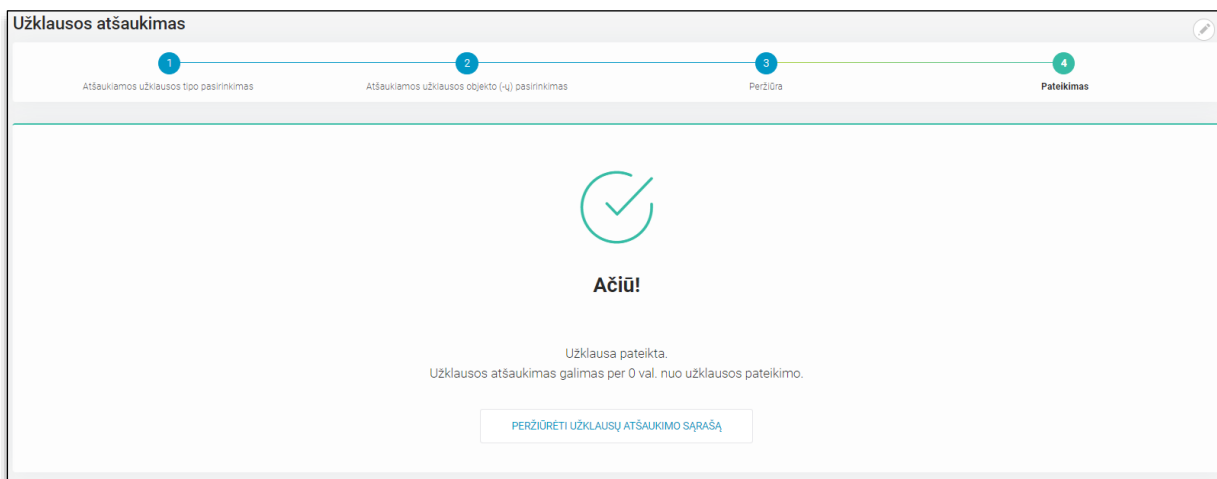 Užklausos atšaukimas
1
2
3
4
Atšaukiamos užklausos tipo pasirinkimas
Atšaukiamos užklausos objekto (-ų) pasirinkimas
Peržiūra
Pateikimas
Ačiū!
Užklausa pateikta.
Užklausos atšaukimas galimas per 0 val. nuo užklausos pateikimo.
PERŽIŪRĖTI UŽKLAUSŲ ATŠAUKIMO SĄRAŠĄ